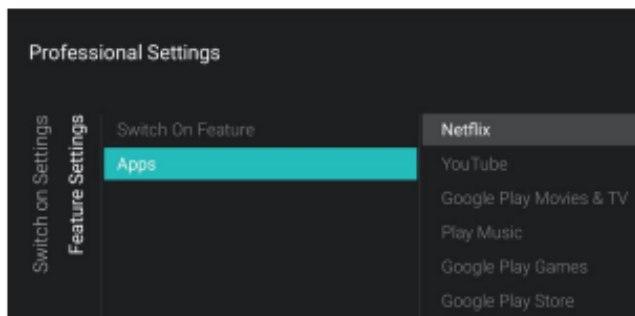 Professional Settings
Switch on Settings
Feature Settings
Switch On Feature
Apps
Netflix
YouTube
Google Play Movies & TV
Play Music
Google Play Games
Google Play Store